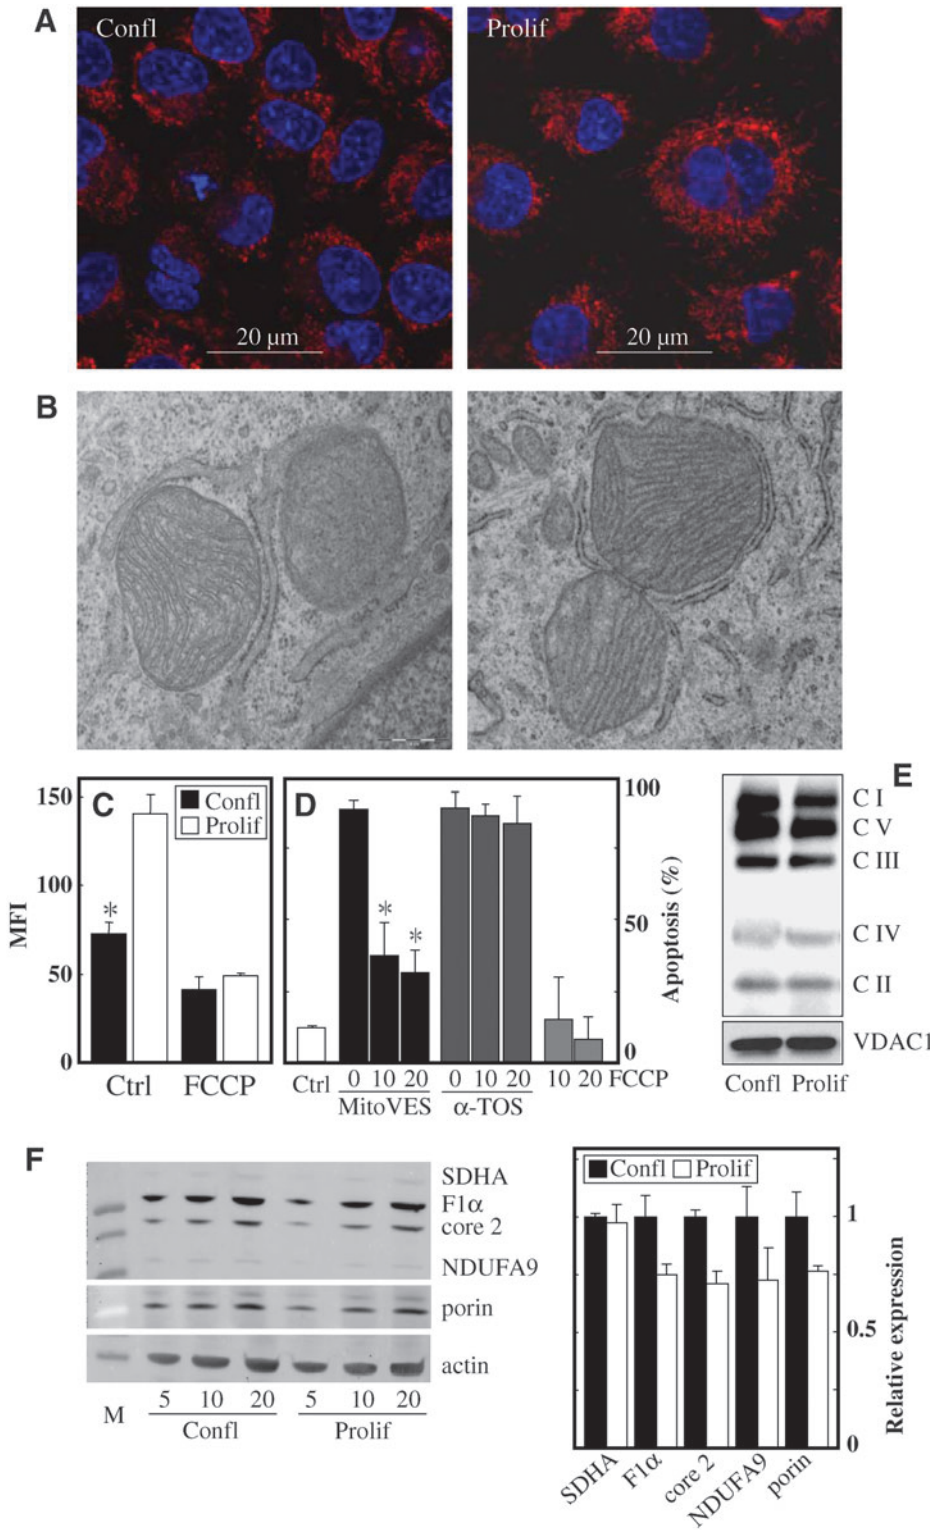 A
Confl
Prolif
20 µm
20 µm
B
C
Confl
Prolif
150
100
50
0
MFI
*
Ctrl
FCCP
D
100
50
0
Apoptosis (%)
*
*
Ctrl
0 10 20
0 10 20
10 20 FCCP
MitoVES
α-TOS
E
C I
C V
C III
C IV
C II
VDAC1
Confl Prolif
F
SDHA
F1α
core 2
NDUFA9
porin
actin
M
5 10 20
5 10 20
Confl
Prolif
Confl Prolif
1
0.5
0
Relative expression
SDHA
F1α
core 2
NDUFA9
porin